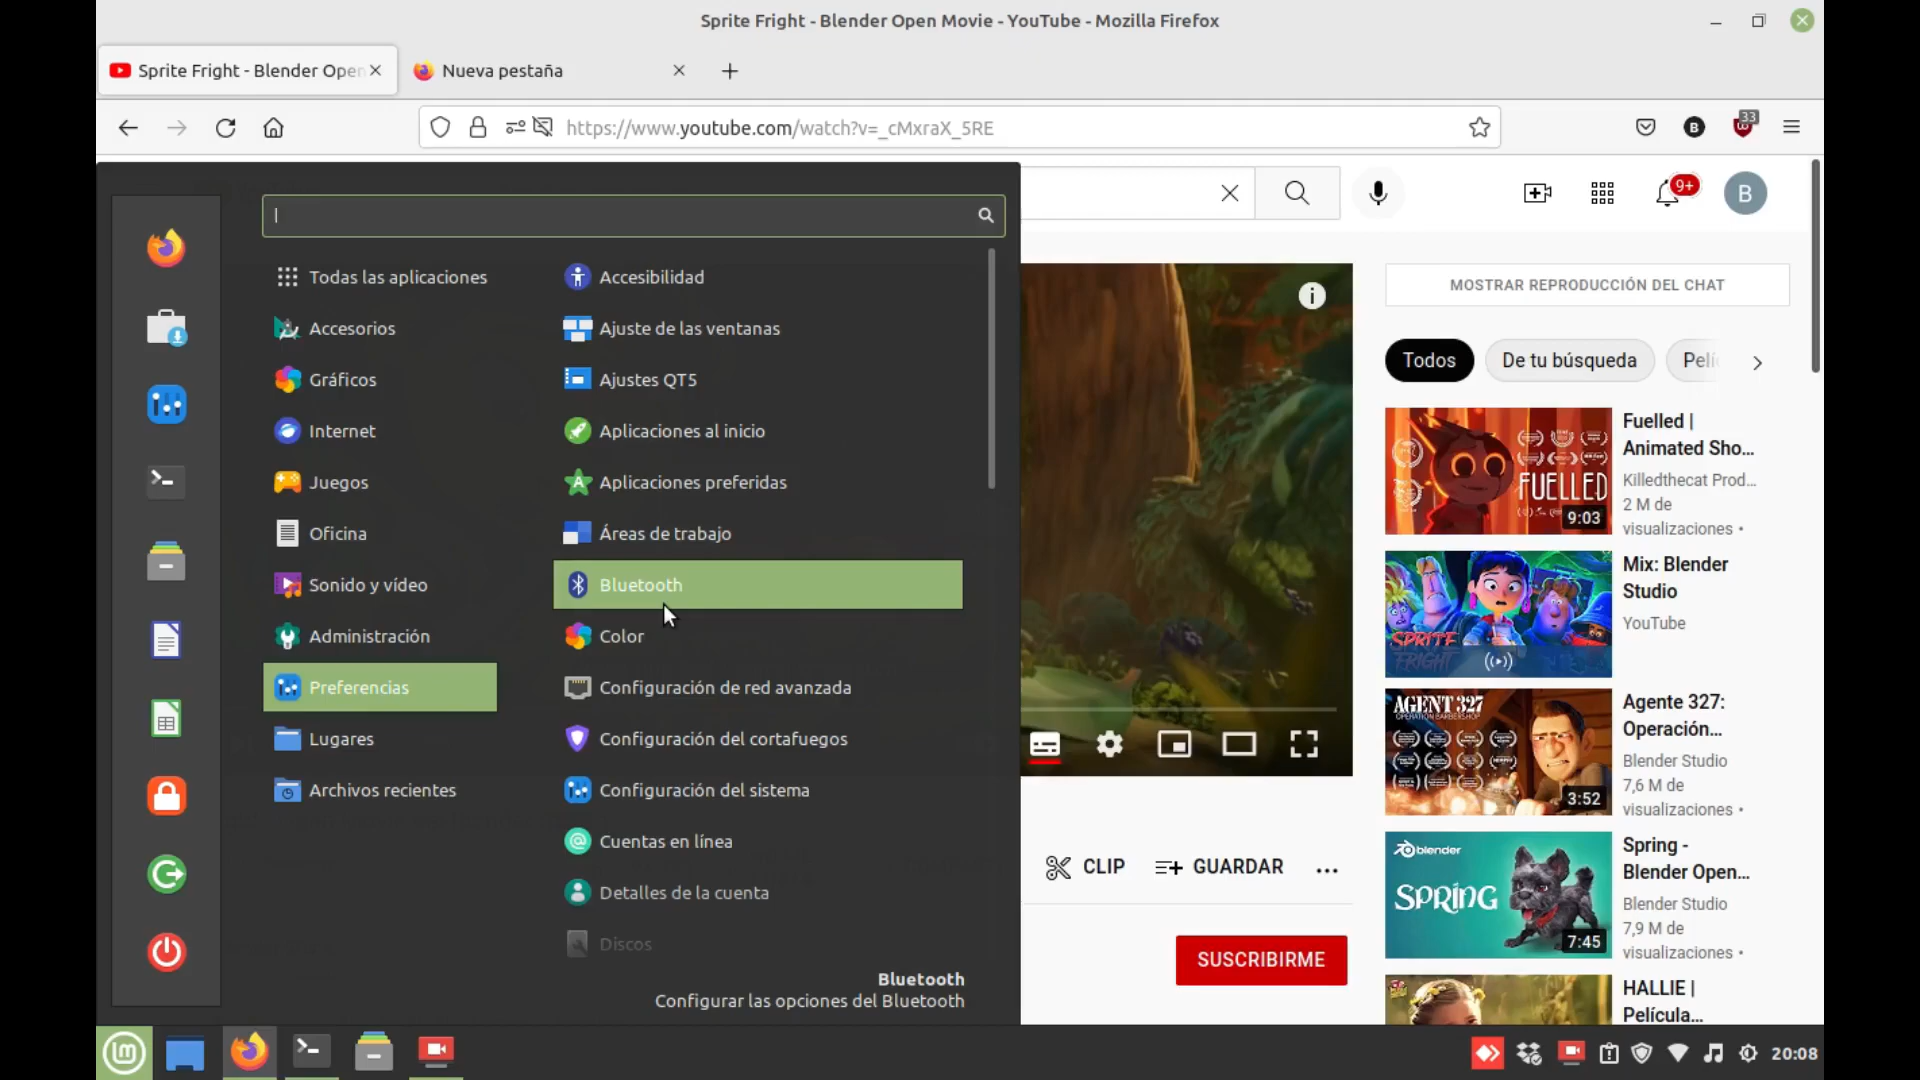 Sprite Fright - Blender Open Movie - YouTube - Mozilla Firefox
Sprite Fright - Blender Open
Nueva pestaña
https://www.youtube.com/watch?v=_cMxraX_5RE
B
33
9+
B
Todas las aplicaciones
Accesorios
Gráficos
Internet
Juegos
Oficina
Sonido y vídeo
Administración
Preferencias
Lugares
Archivos recientes
Accesibilidad
Ajuste de las ventanas
Ajustes QT5
Aplicaciones al inicio
Aplicaciones preferidas
Áreas de trabajo
Bluetooth
Color
Configuración de red avanzada
Configuración del cortafuegos
Configuración del sistema
Cuentas en línea
Detalles de la cuenta
Discos
Bluetooth
Configurar las opciones del Bluetooth
CLIP
GUARDAR
SUSCRIBIRME
MOSTRAR REPRODUCCIÓN DEL CHAT
Todos
De tu búsqueda
FUELLED
9:03
Fuelled |
Animated Sho...
Killedthecat Prod...
2 M de
visualizaciones •
SPRITE
FRIGHT
Mix: Blender
Studio
YouTube
AGENT 327
OPERATION BARBERSHOP
3:52
Agente 327:
Operación...
Blender Studio
7,6 M de
visualizaciones •
blender
SPRING
7:45
Spring -
Blender Open...
Blender Studio
7,9 M de
visualizaciones •
HALLIE |
Película...
20:08